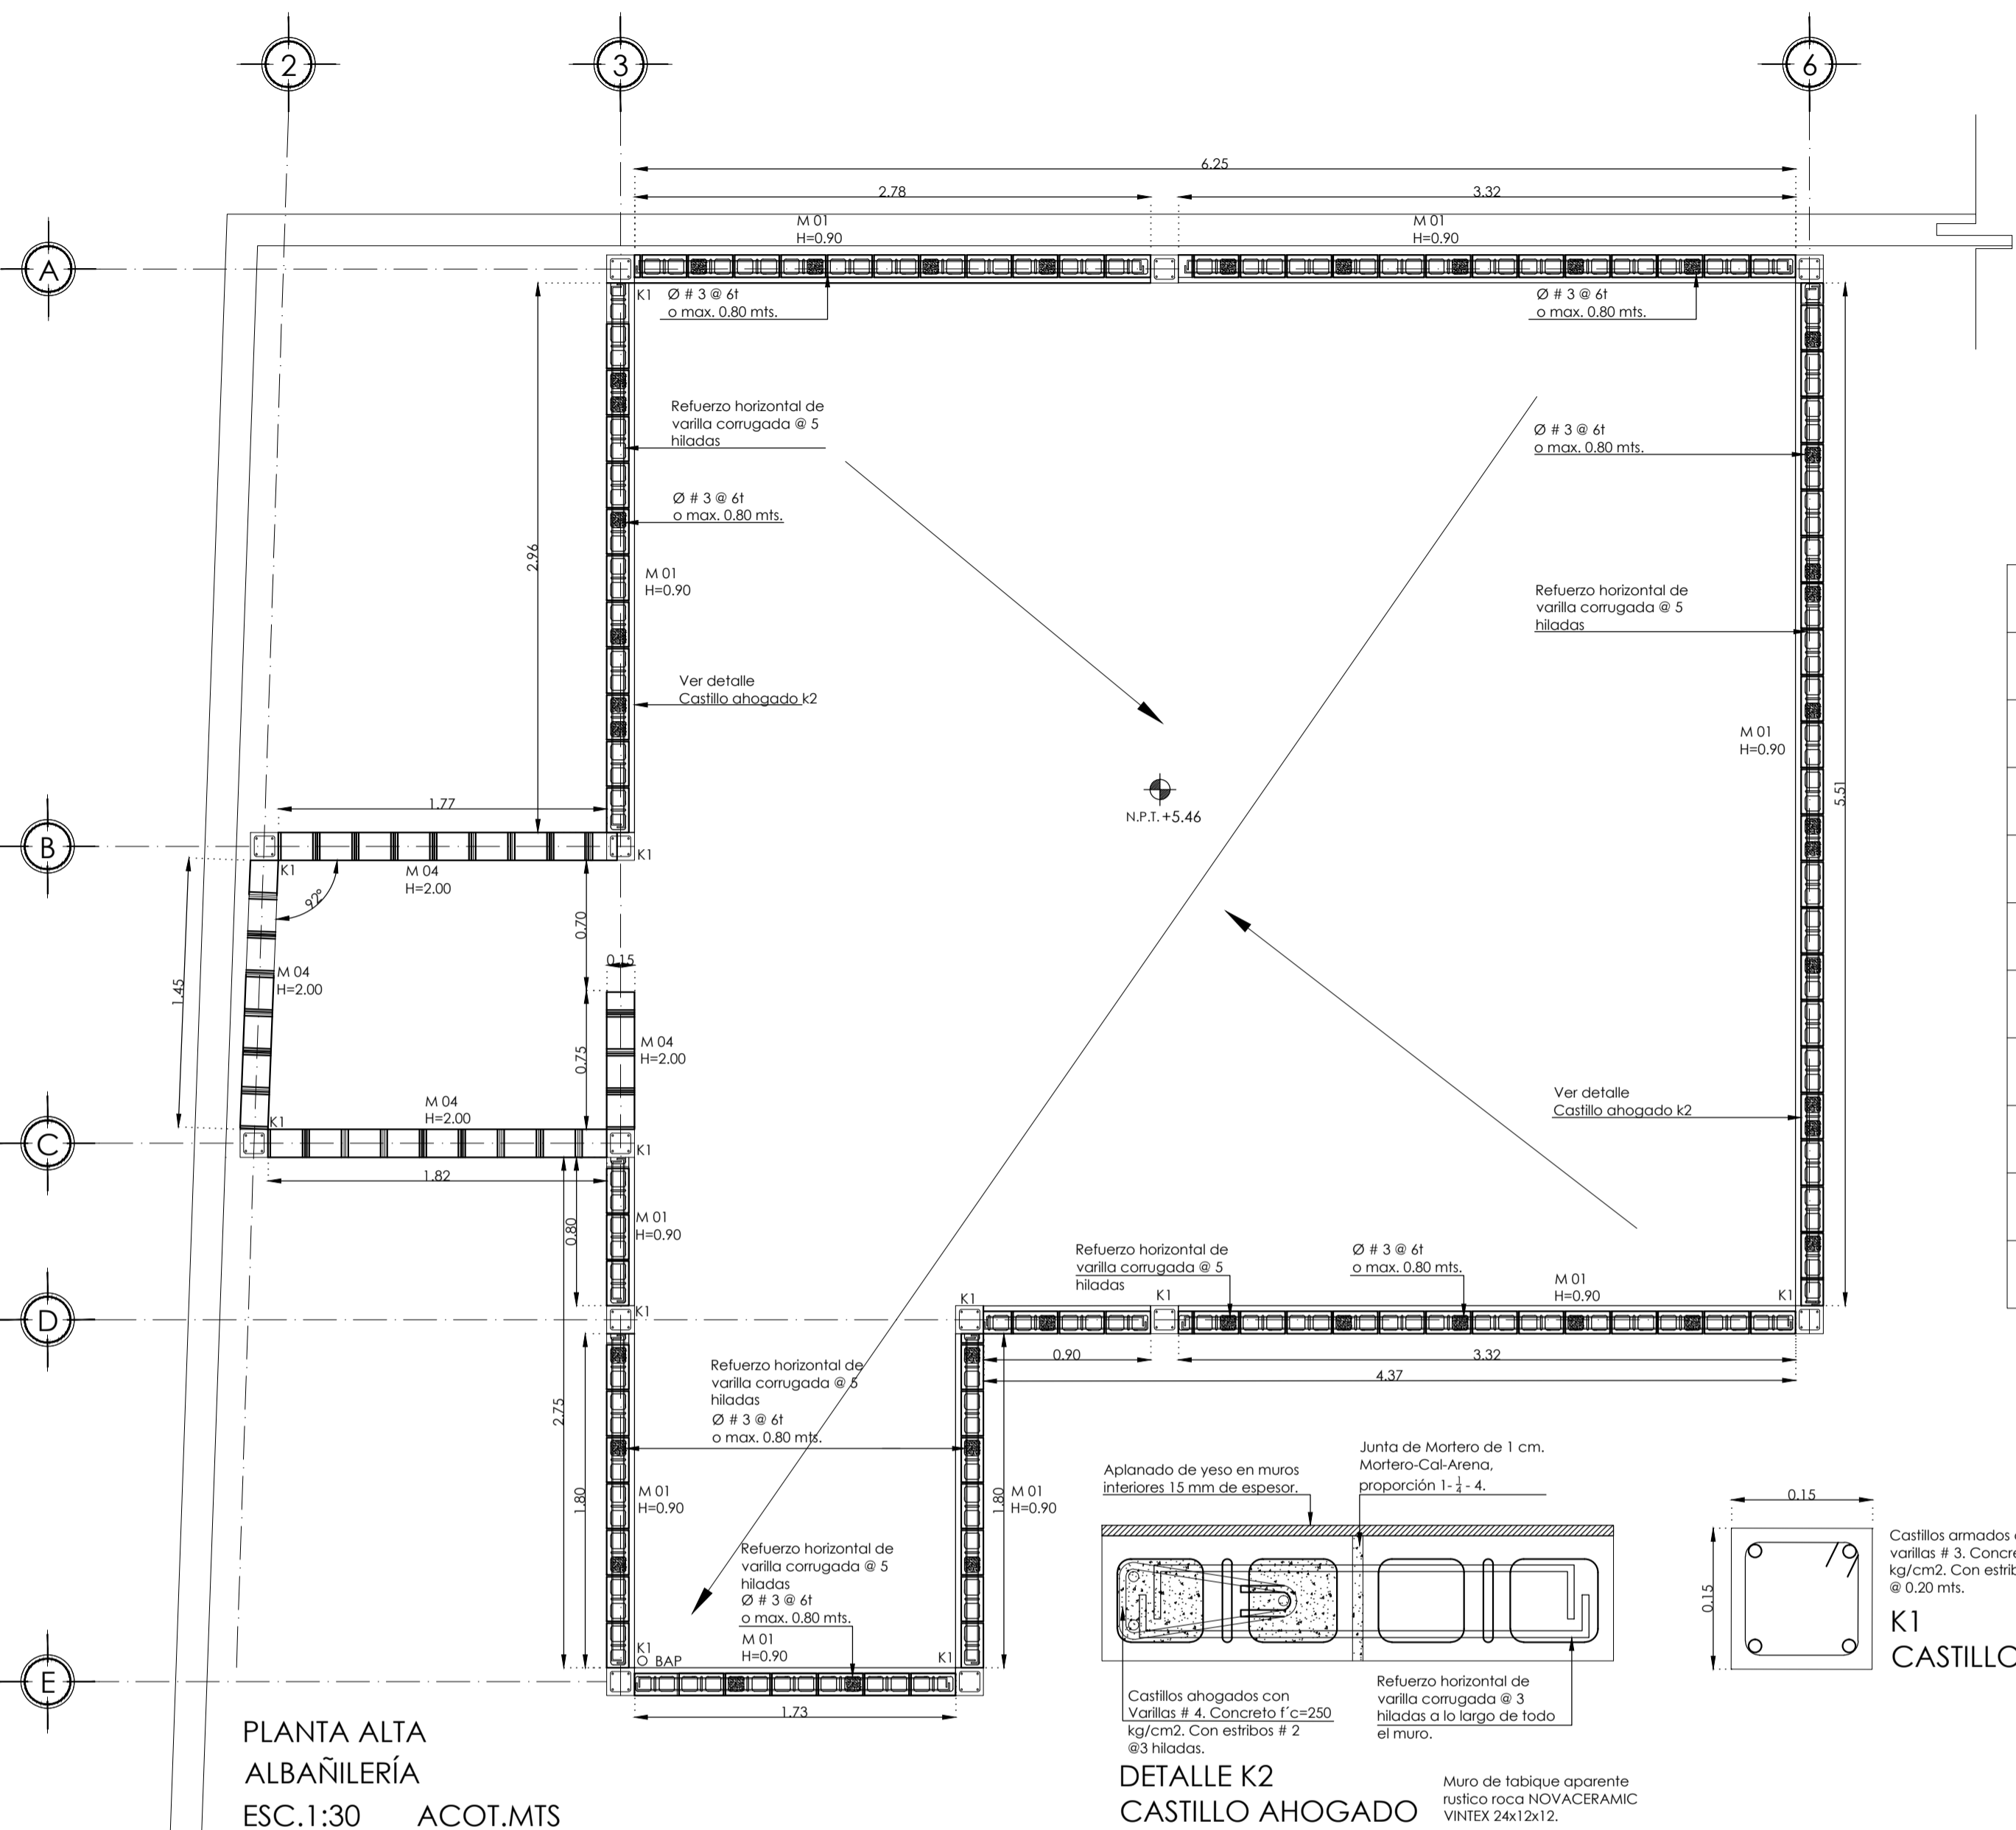 2
3
6
6.25
2.78
3.32
M 01
H=0.90
M 01
H=0.90
A
K1
Ø # 3 @ 6t
o max. 0.80 mts.
Ø # 3 @ 6t
o max. 0.80 mts.
Refuerzo horizontal de
varilla corrugada @ 5
hiladas
Ø # 3 @ 6t
o max. 0.80 mts.
Ø # 3 @ 6t
o max. 0.80 mts.
2.96
M 01
H=0.90
Refuerzo horizontal de
varilla corrugada @ 5
hiladas
Ver detalle
Castillo ahogado k2
M 01
H=0.90
5.51
1.77
N.P.T. +5.46
B
K1
K1
M 04
H=2.00
92°
0.70
0.15
M 04
H=2.00
1.45
0.75
M 04
H=2.00
Ver detalle
Castillo ahogado k2
M 04
H=2.00
K1
C
K1
1.82
0.80
M 01
H=0.90
Refuerzo horizontal de
varilla corrugada @ 5
hiladas
Ø # 3 @ 6t
o max. 0.80 mts.
M 01
H=0.90
K1
K1
K1
K1
D
0.90
3.32
4.37
Refuerzo horizontal de
varilla corrugada @ 5
hiladas
Ø # 3 @ 6t
o max. 0.80 mts.
2.75
1.80
M 01
H=0.90
1.80
M 01
H=0.90
Refuerzo horizontal de
varilla corrugada @ 5
hiladas
Ø # 3 @ 6t
o max. 0.80 mts.
M 01
H=0.90
K1
O BAP
K1
E
1.73
Aplanado de yeso en muros
interiores 15 mm de espesor.
Junta de Mortero de 1 cm.
Mortero-Cal-Arena,
proporción 1- 1/4 - 4.
Castillos ahogados con
Varillas # 4. Concreto f´c=250
kg/cm2. Con estribos # 2
@3 hiladas.
Refuerzo horizontal de
varilla corrugada @ 3
hiladas a lo largo de todo
el muro.
DETALLE K2
CASTILLO AHOGADO
Muro de tabique aparente
rustico roca NOVACERAMIC
VINTEX 24x12x12.
0.15
0.15
Castillos armados
varillas # 3.
kg/cm2. Con
@ 0.20 mts.
K1
CASTILLO
PLANTA ALTA
ALBAÑILERÍA
ESC.1:30 ACOT.MTS